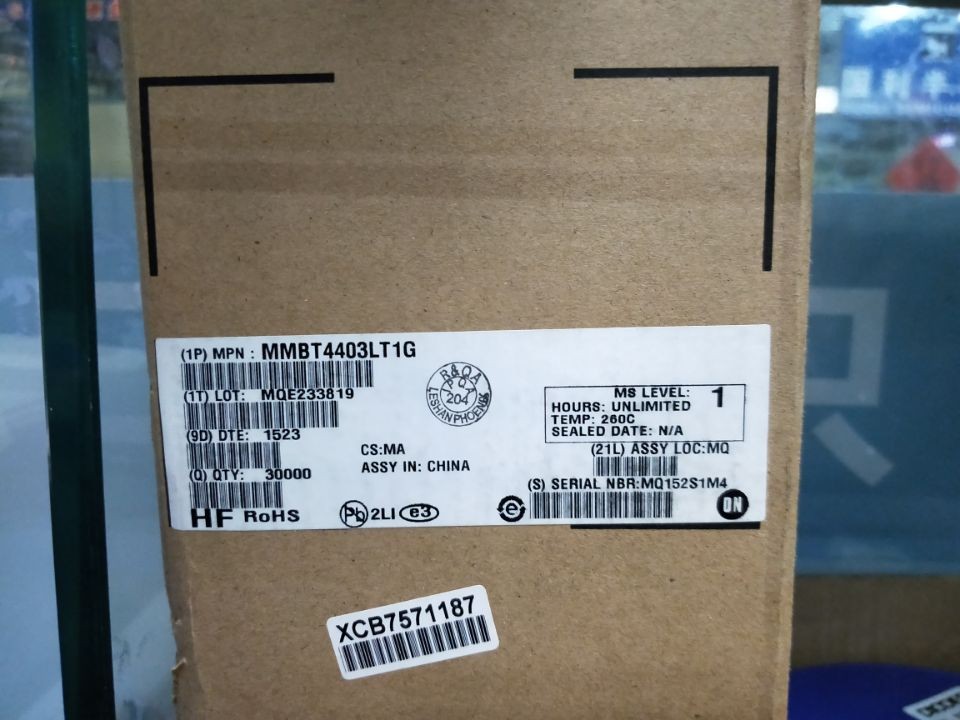 (1P) MPN : MMBT4403LT1G
(1T) LOT: MQE233819
(9D) DTE: 1523
(Q) QTY: 30000
HF RoHS
R&QA
PQA
204
LESHAN PHOENIX
CS:MA
ASSY IN: CHINA
Pb 2LI e3
e
MS LEVEL: 1
HOURS: UNLIMITED
TEMP: 260C
SEALED DATE: N/A
(21L) ASSY LOC:MQ
(S) SERIAL NBR:MQ152S1M4
ON
XCB7571187